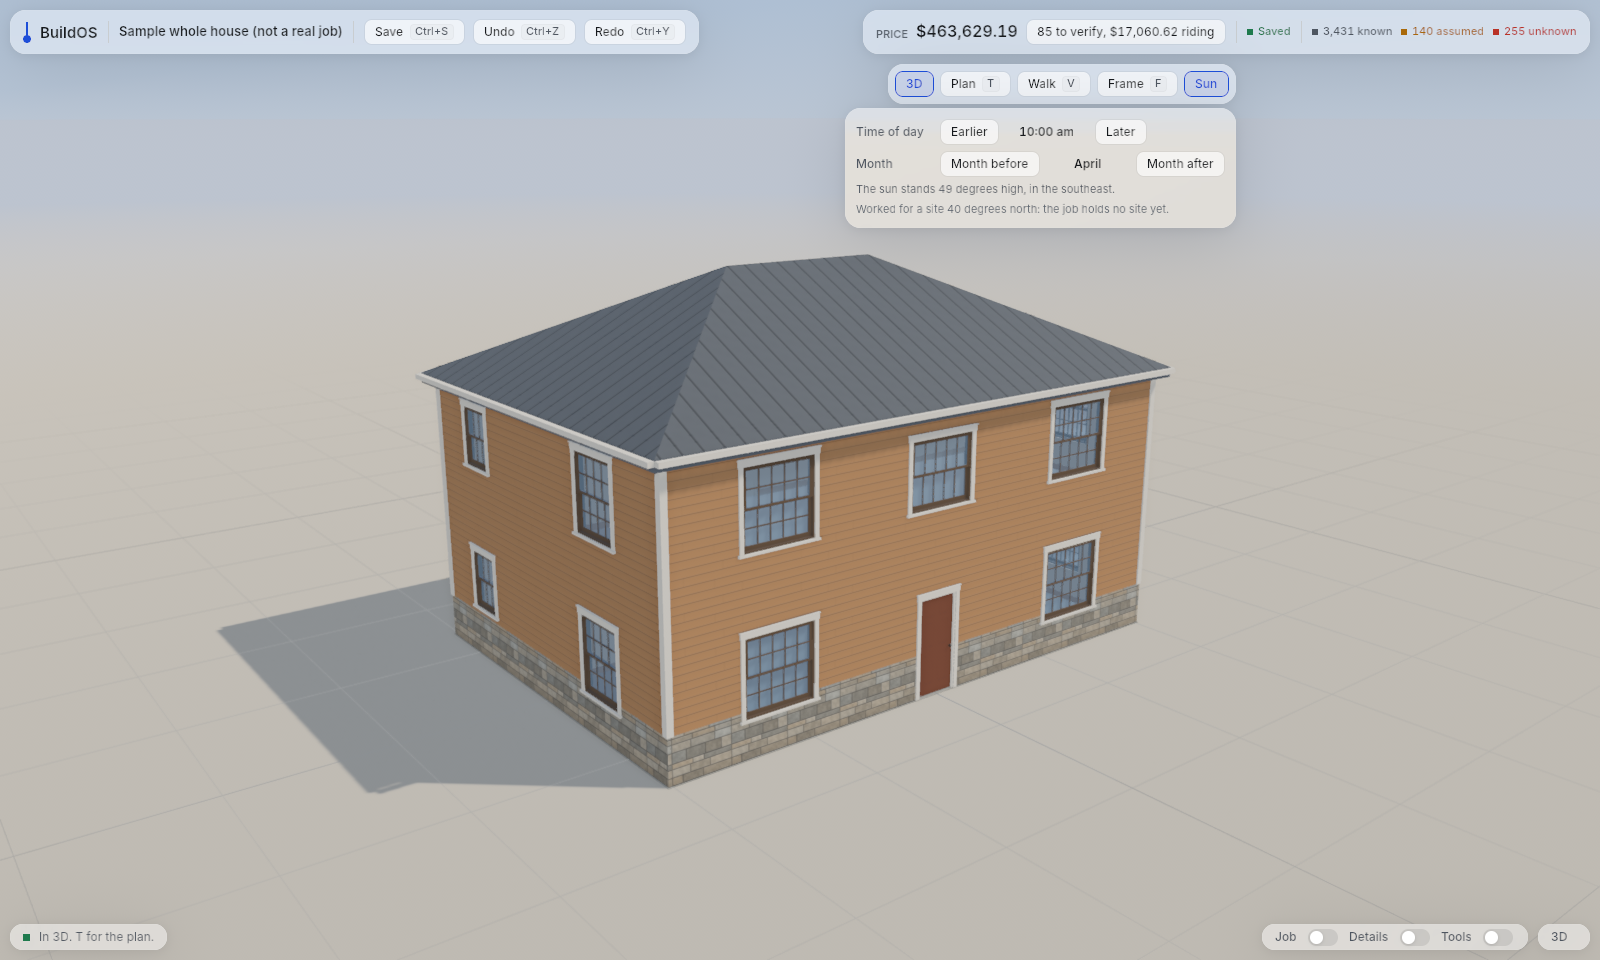 BuildOS Sample whole house (not a real job) Save Ctrl+S Undo Ctrl+Z Redo Ctrl+Y
PRICE $463,629.19 85 to verify, $17,060.62 riding Saved 3,431 known 140 assumed 255 unknown
3D Plan T Walk V Frame F Sun
Time of day Earlier 10:00 am Later
Month Month before April Month after
The sun stands 49 degrees high, in the southeast.
Worked for a site 40 degrees north: the job holds no site yet.
In 3D. T for the plan.
Job Details Tools 3D